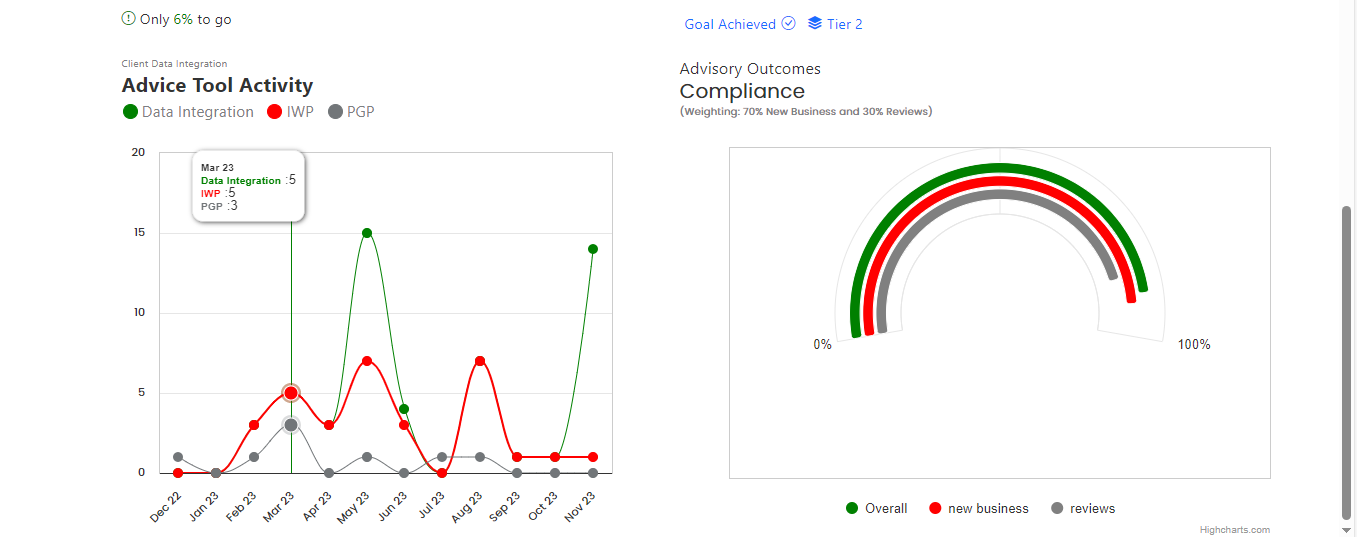 Only 6% to go
Goal Achieved Tier 2
Client Data Integration
Advice Tool Activity
Data Integration IWP PGP
Advisory Outcomes
Compliance
(Weighting: 70% New Business and 30% Reviews)
20
15
10
5
0
Mar 23
Data Integration :5
IWP :5
PGP :3
Dec 22
Jan 23
Feb 23
Mar 23
Apr 23
May 23
Jun 23
Jul 23
Aug 23
Sep 23
Oct 23
Nov 23
0%
100%
Overall new business reviews
Highcharts.com